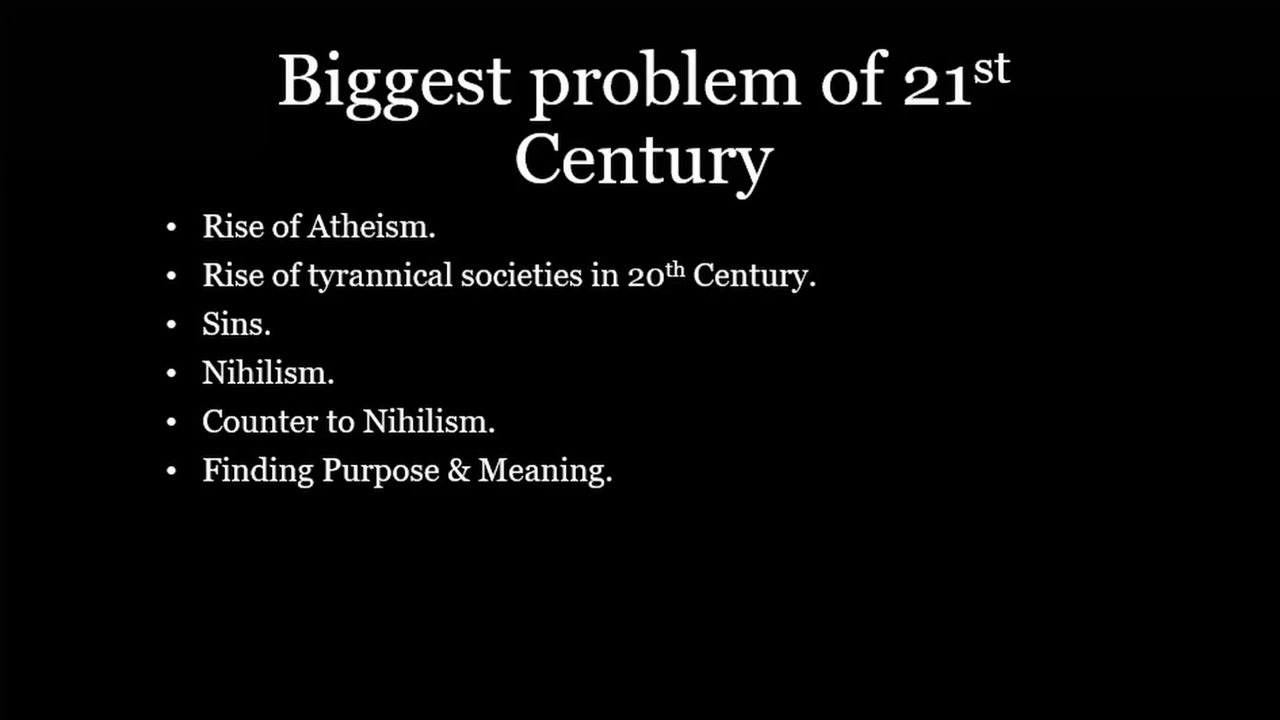 Biggest problem of 21st
Century
• Rise of Atheism.
• Rise of tyrannical societies in 20th Century.
• Sins.
• Nihilism.
• Counter to Nihilism.
• Finding Purpose & Meaning.